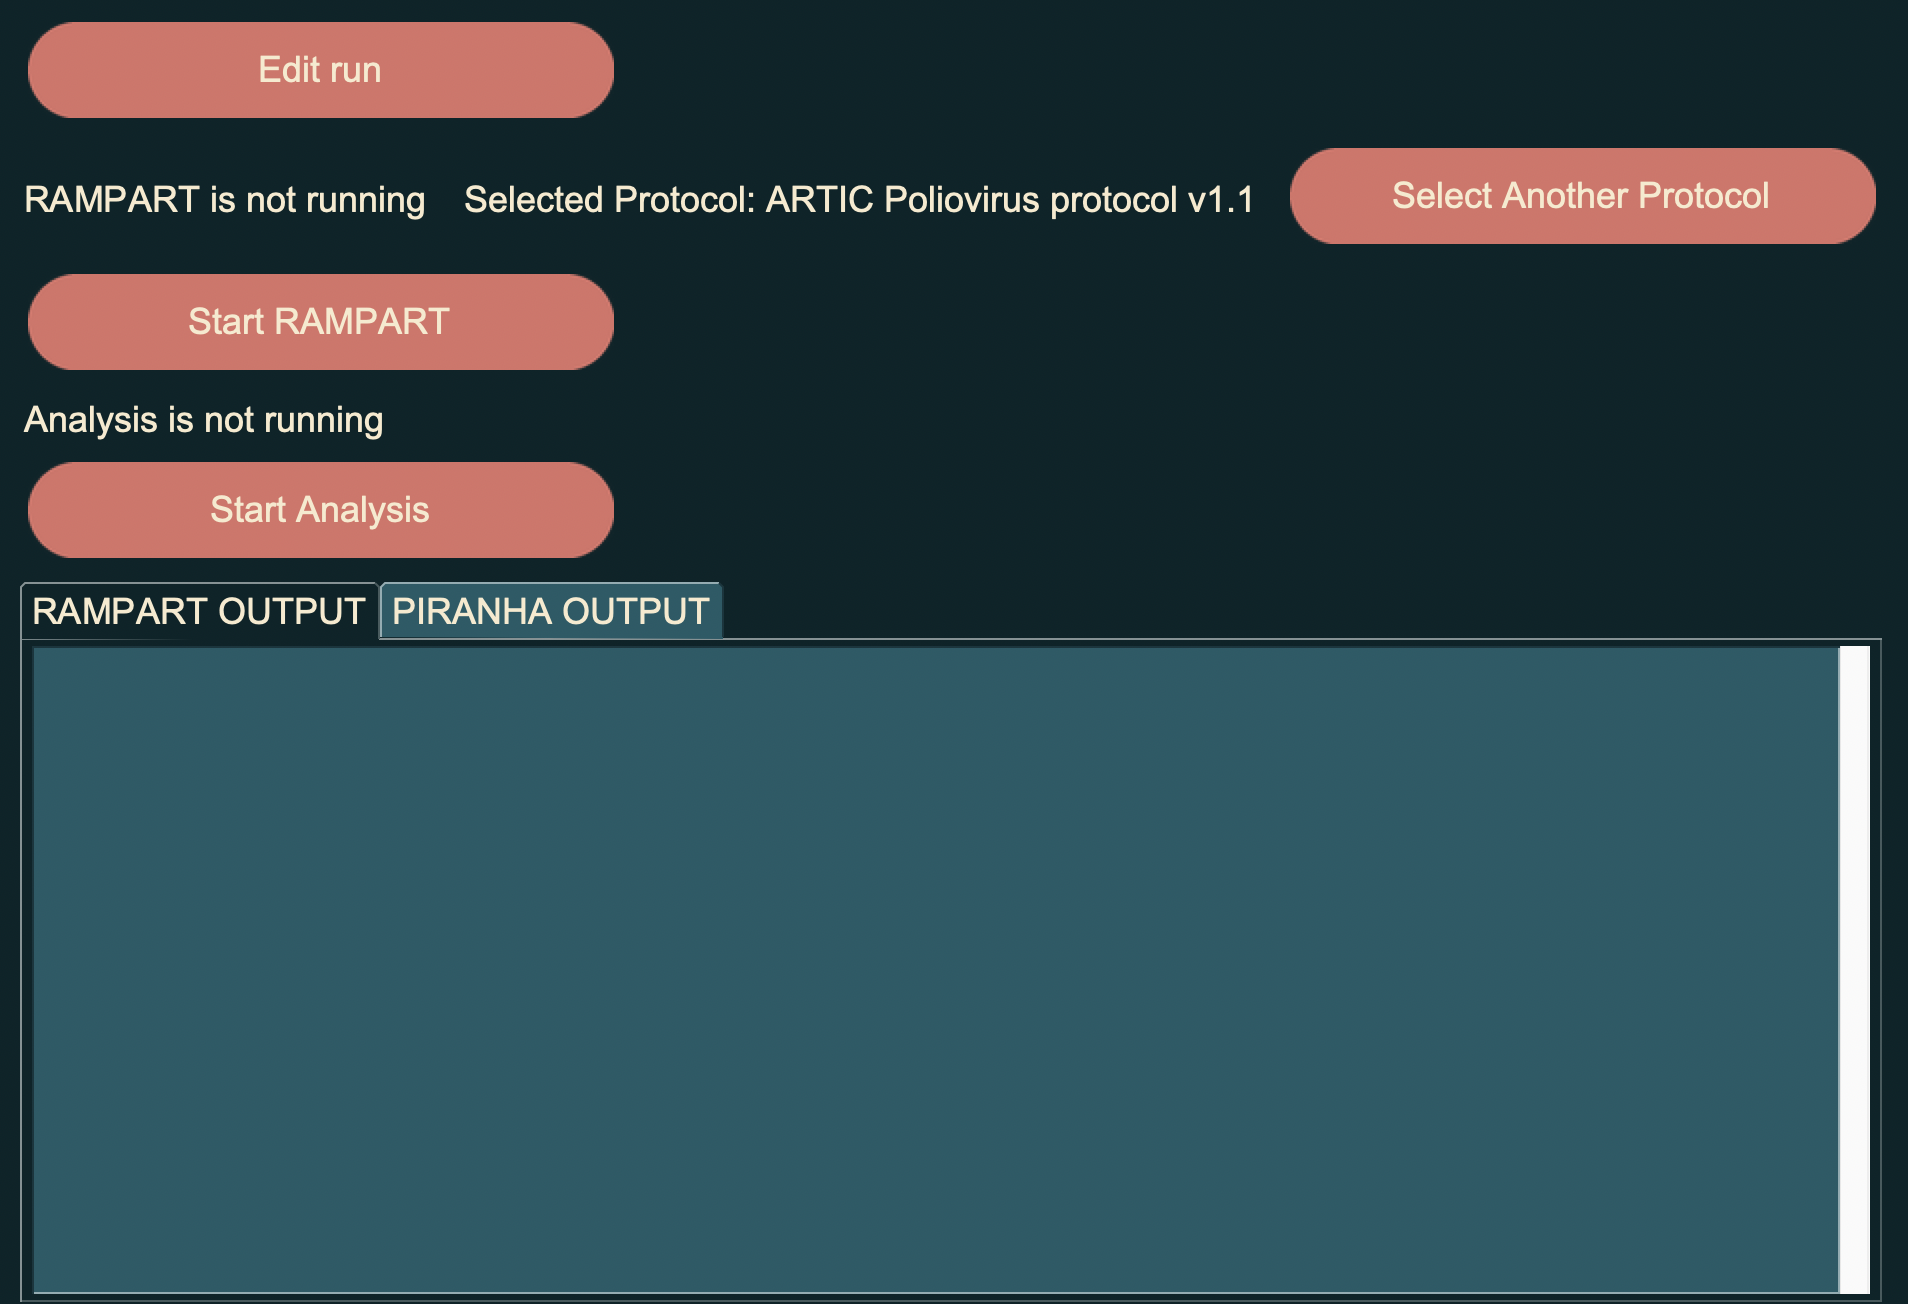 Edit run
RAMPART is not running
Selected Protocol: ARTIC Poliovirus protocol v1.1
Select Another Protocol
Start RAMPART
Analysis is not running
Start Analysis
RAMPART OUTPUT
PIRANHA OUTPUT